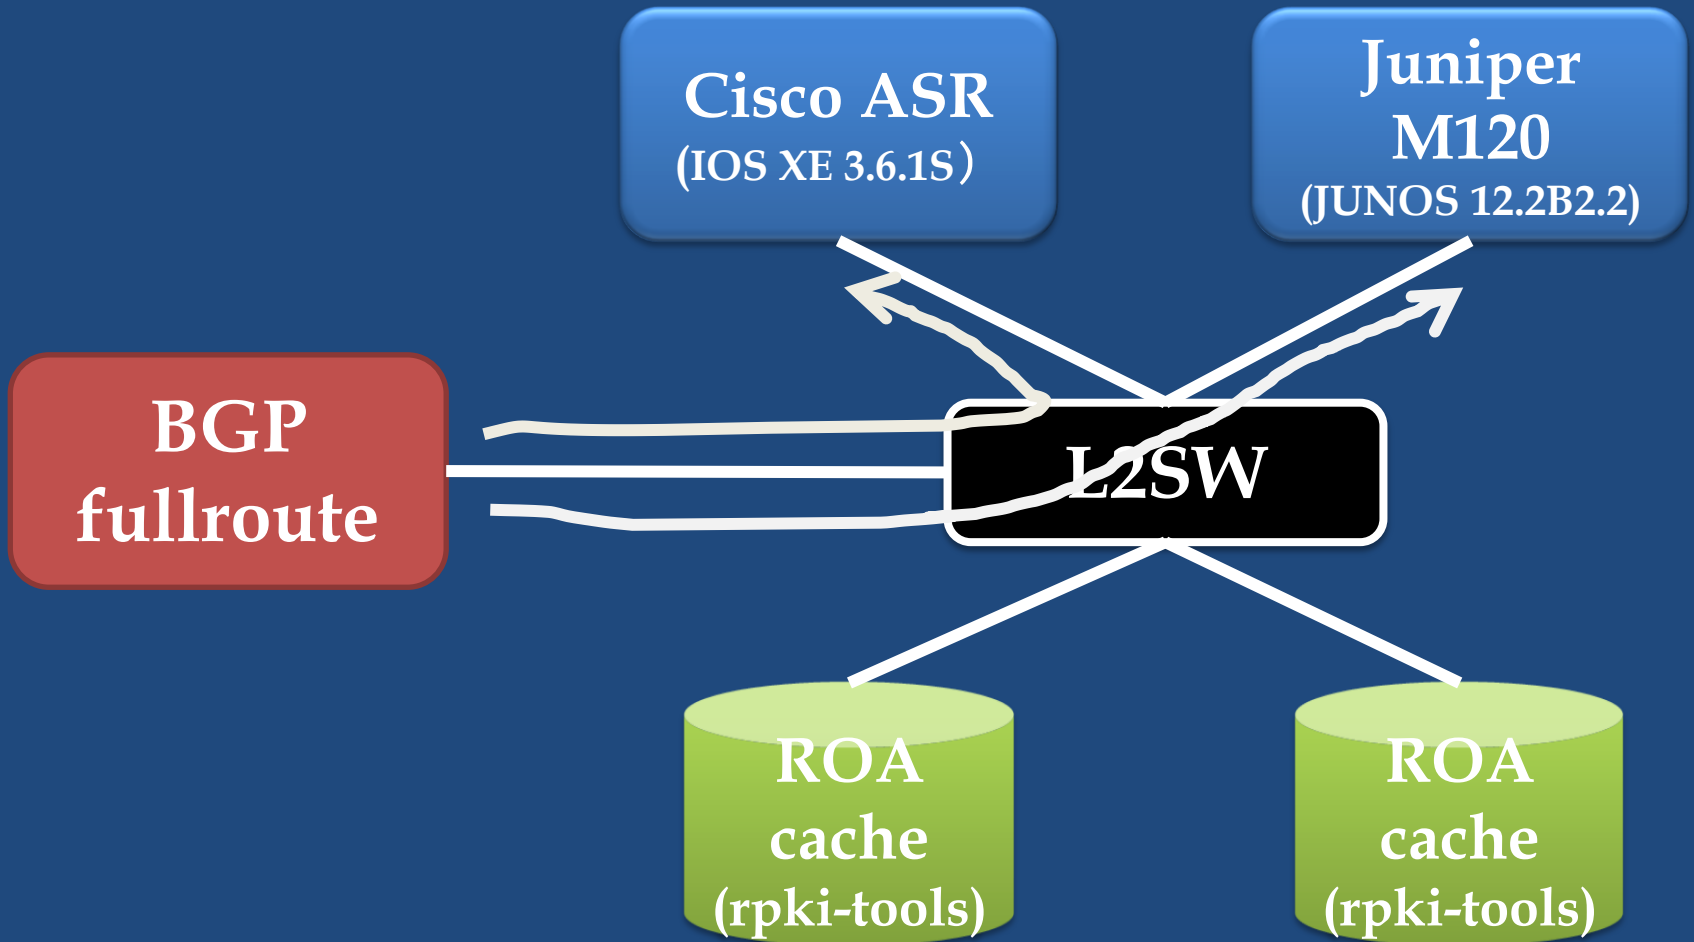 Cisco ASR
(IOS XE 3.6.1S）
Juniper
M120
(JUNOS 12.2B2.2)
BGP
fullroute
L2SW
ROA
cache
(rpki-tools)
ROA
cache
(rpki-tools)